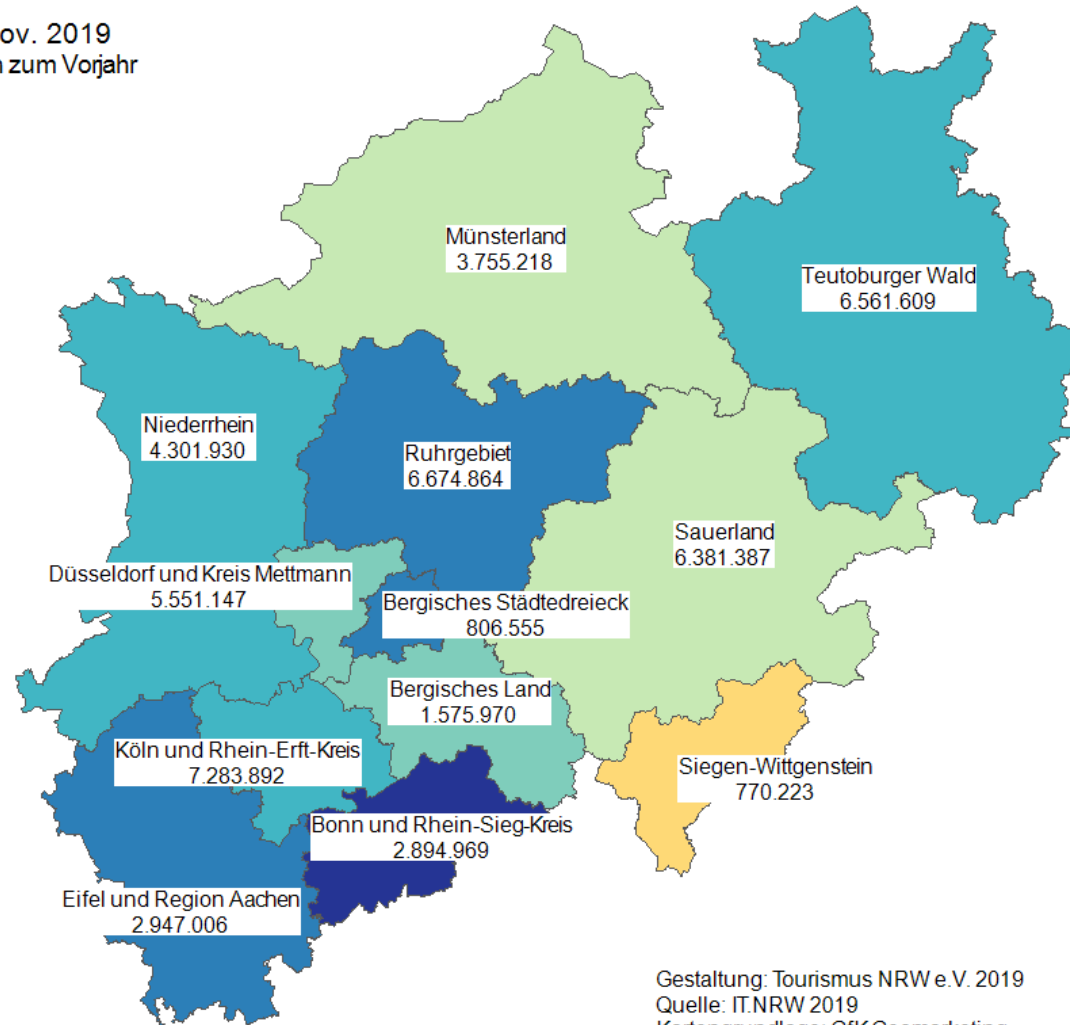 ov. 2019
zum Vorjahr
Münsterland
3.755.218
Teutoburger Wald
6.561.609
Niederrhein
4.301.930
Ruhrgebiet
6.674.864
Sauerland
6.381.387
Düsseldorf und Kreis Mettmann
5.551.147
Bergisches Städtedreieck
806.555
Bergisches Land
1.575.970
Köln und Rhein-Erft-Kreis
7.283.892
Siegen-Wittgenstein
770.223
Bonn und Rhein-Sieg-Kreis
2.894.969
Eifel und Region Aachen
2.947.006
Gestaltung: Tourismus NRW e.V. 2019
Quelle: IT.NRW 2019
Kartengrundlage: GfK Geomarketing